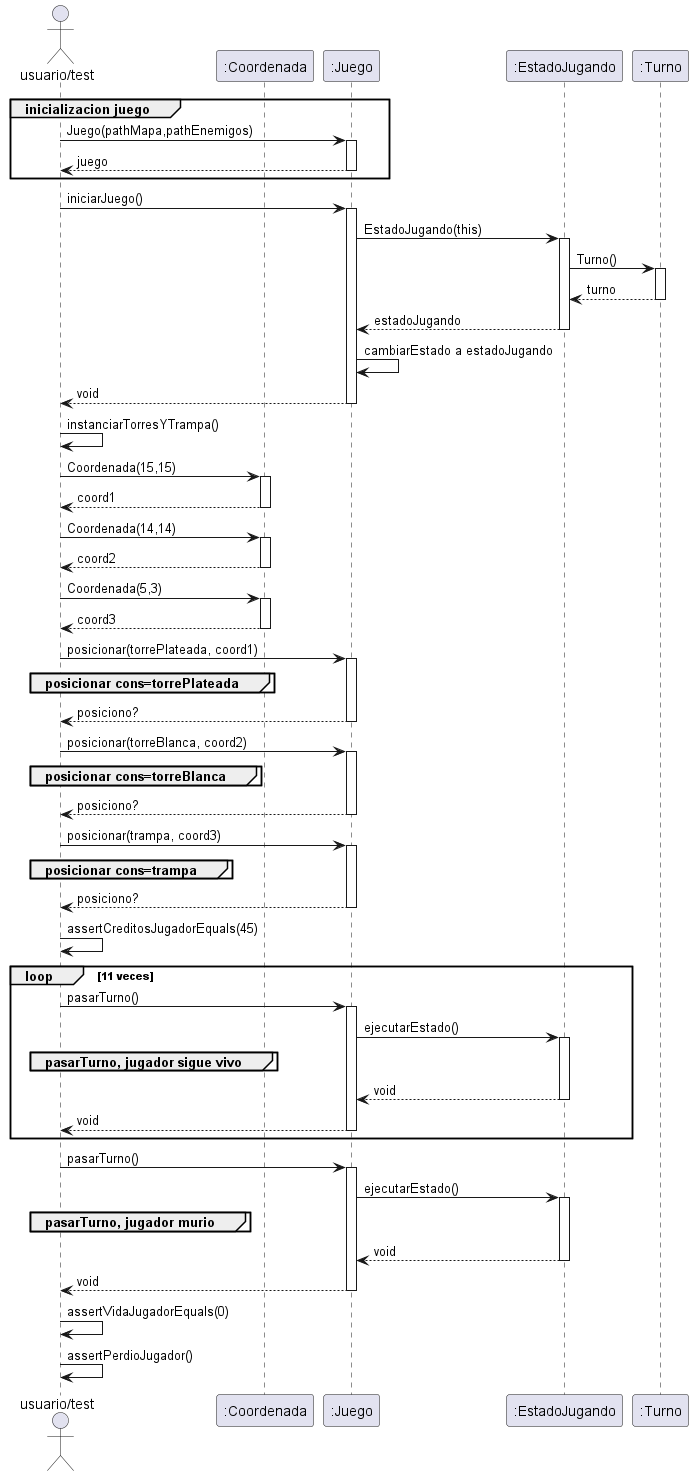 usuario/test
:Coordenada
:Juego
:EstadoJugando
:Turno
inicializacion juego
Juego(pathMapa,pathEnemigos)
juego
iniciarJuego()
EstadoJugando(this)
Turno()
turno
estadoJugando
cambiarEstado a estadoJugando
void
instanciarTorresYTrampa()
Coordenada(15,15)
coord1
Coordenada(14,14)
coord2
Coordenada(5,3)
coord3
posicionar(torrePlateada, coord1)
posicionar cons=torrePlateada
posiciono?
posicionar(torreBlanca, coord2)
posicionar cons=torreBlanca
posiciono?
posicionar(trampa, coord3)
posicionar cons=trampa
posiciono?
assertCreditosJugadorEquals(45)
loop [11 veces]
pasarTurno()
ejecutarEstado()
pasarTurno, jugador sigue vivo
void
void
pasarTurno()
ejecutarEstado()
pasarTurno, jugador murio
void
void
assertVidaJugadorEquals(0)
assertPerdioJugador()
usuario/test
:Coordenada
:Juego
:EstadoJugando
:Turno